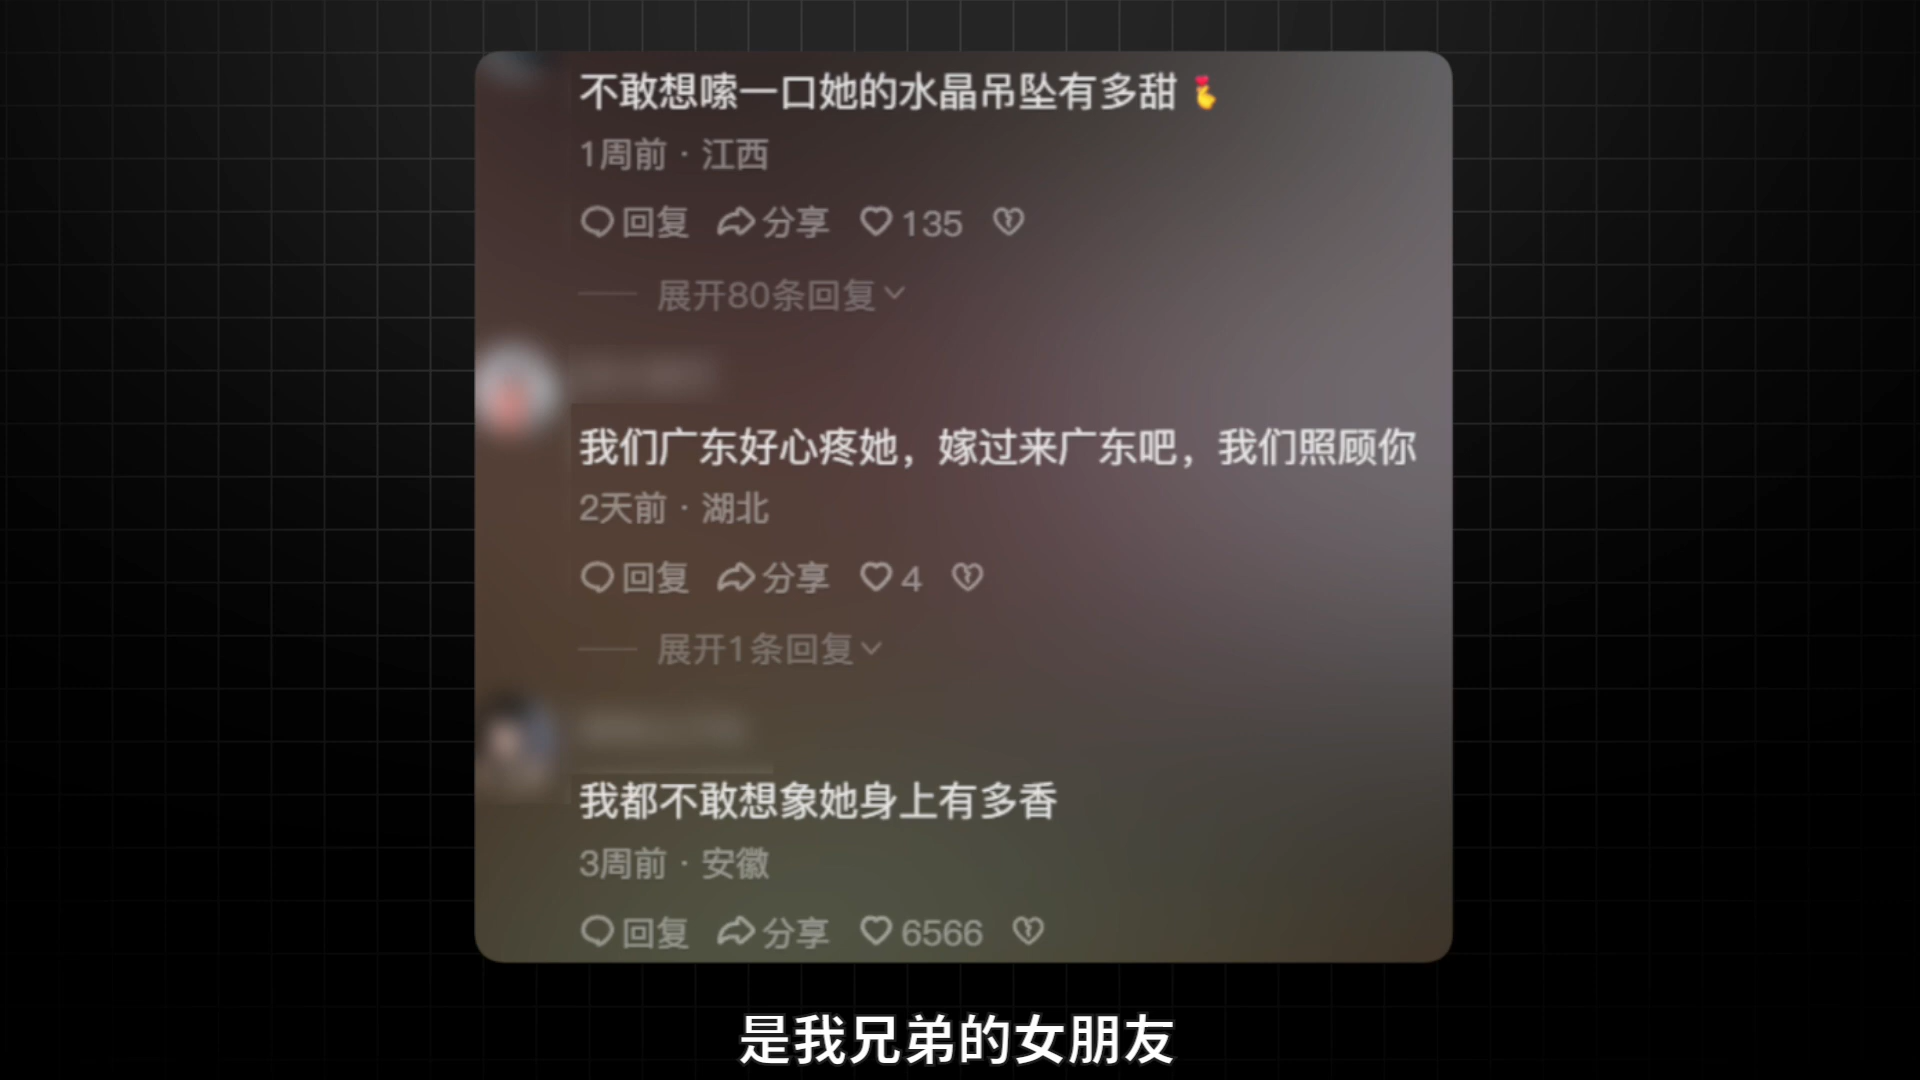 不敢想嗦一口她的水晶吊坠有多甜
1周前 · 江西
回复 分享 135
展开80条回复
我们广东好心疼她，嫁过来广东吧，我们照顾你
2天前 · 湖北
回复 分享 4
展开1条回复
我都不敢想象她身上有多香
3周前 · 安徽
回复 分享 6566
是我兄弟的女朋友